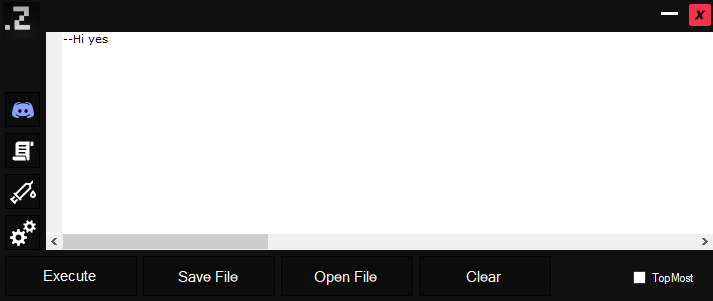 .Z
X
--Hi yes
Execute
Save File
Open File
Clear
TopMost